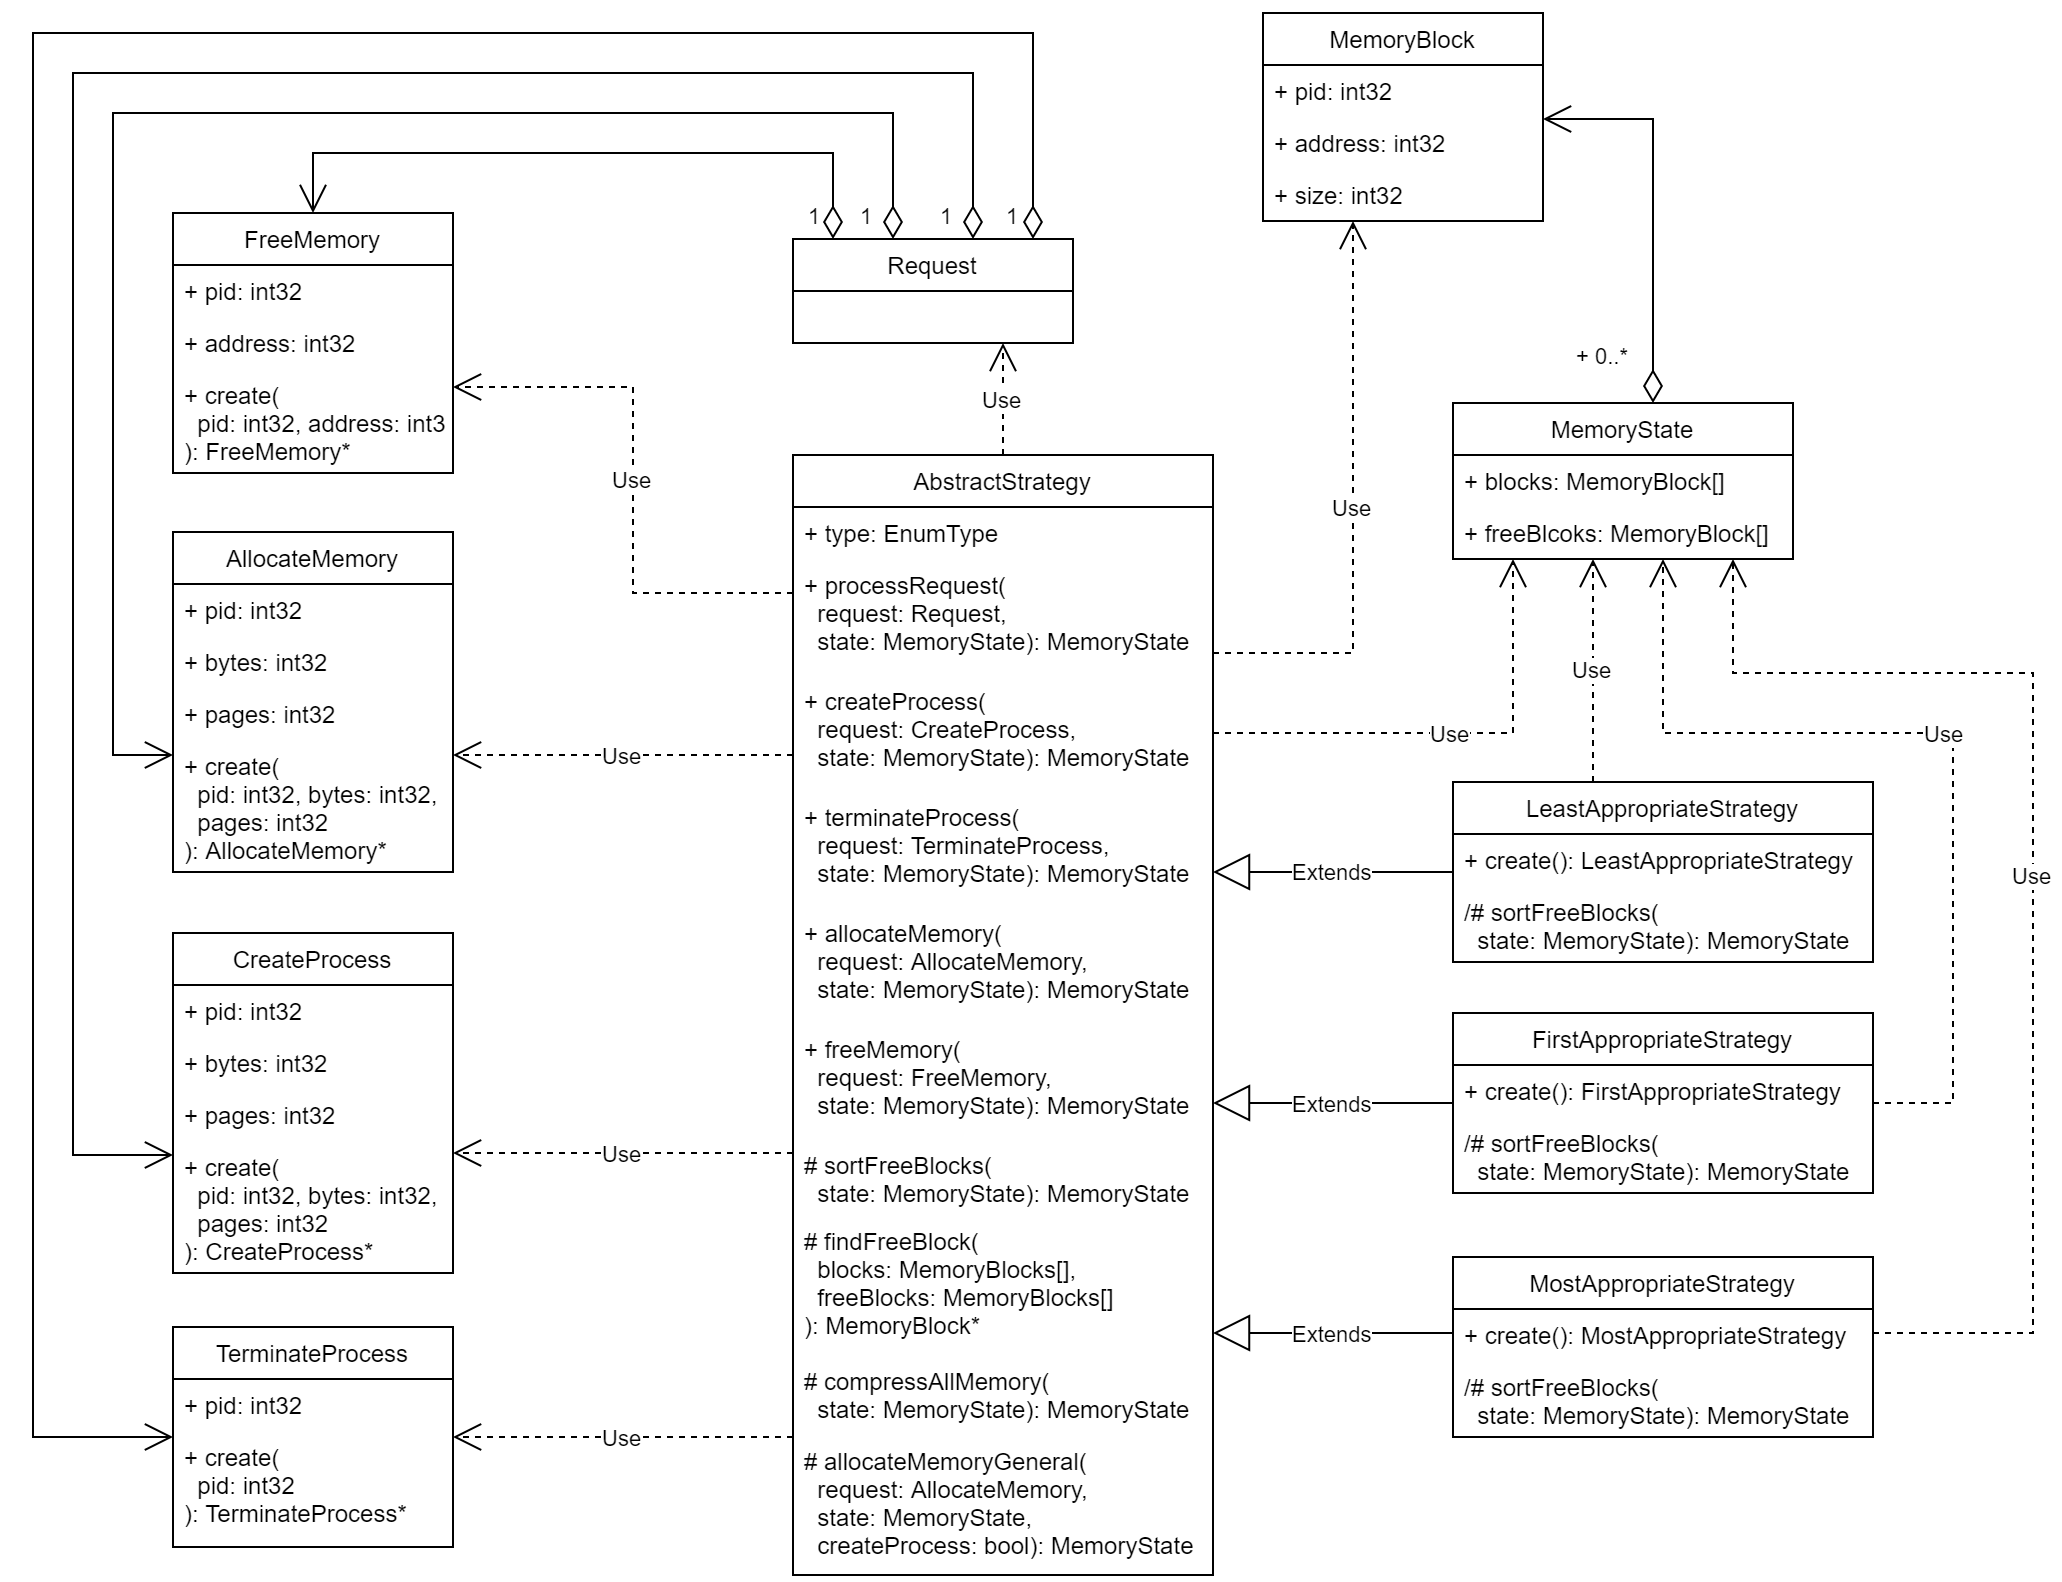 MemoryBlock
+ pid: int32
+ address: int32
+ size: int32
1
1
1
1
FreeMemory
+ pid: int32
+ address: int32
+ create(
pid: int32, address: int3
): FreeMemory*
Request
+ 0..*
Use
MemoryState
+ blocks: MemoryBlock[]
+ freeBlcoks: MemoryBlock[]
Use
Use
AllocateMemory
+ pid: int32
+ bytes: int32
+ pages: int32
+ create(
pid: int32, bytes: int32,
pages: int32
): AllocateMemory*
Use
AbstractStrategy
+ type: EnumType
+ processRequest(
request: Request,
state: MemoryState): MemoryState
+ createProcess(
request: CreateProcess,
state: MemoryState): MemoryState
+ terminateProcess(
request: TerminateProcess,
state: MemoryState): MemoryState
+ allocateMemory(
request: AllocateMemory,
state: MemoryState): MemoryState
+ freeMemory(
request: FreeMemory,
state: MemoryState): MemoryState
# sortFreeBlocks(
state: MemoryState): MemoryState
# findFreeBlock(
blocks: MemoryBlocks[],
freeBlocks: MemoryBlocks[]
): MemoryBlock*
# compressAllMemory(
state: MemoryState): MemoryState
# allocateMemoryGeneral(
request: AllocateMemory,
state: MemoryState,
createProcess: bool): MemoryState
Use
Use
Use
Use
LeastAppropriateStrategy
+ create(): LeastAppropriateStrategy
/# sortFreeBlocks(
state: MemoryState): MemoryState
Extends
CreateProcess
+ pid: int32
+ bytes: int32
+ pages: int32
+ create(
pid: int32, bytes: int32,
pages: int32
): CreateProcess*
Use
FirstAppropriateStrategy
+ create(): FirstAppropriateStrategy
/# sortFreeBlocks(
state: MemoryState): MemoryState
Extends
TerminateProcess
+ pid: int32
+ create(
pid: int32
): TerminateProcess*
Use
MostAppropriateStrategy
+ create(): MostAppropriateStrategy
/# sortFreeBlocks(
state: MemoryState): MemoryState
Extends